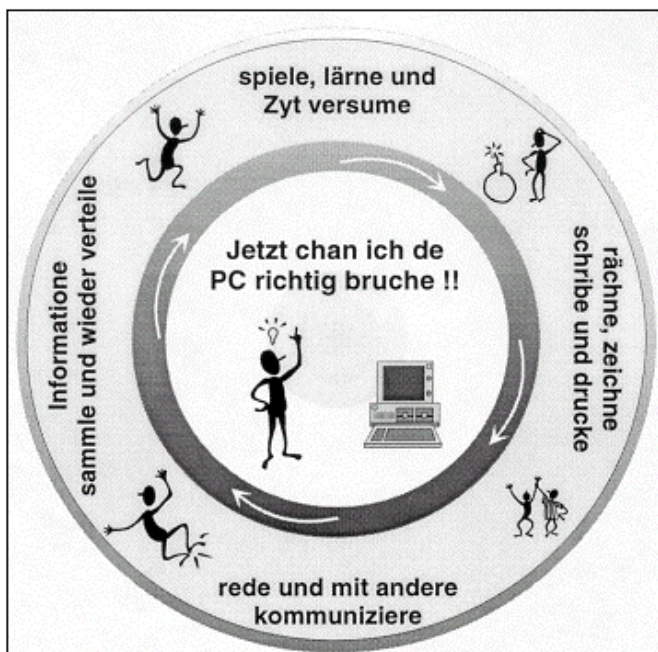 spiele, lärne und
Zyt versume
rächne, zeichne
schribe und drucke
rede und mit andere
kommuniziere
Informatione
sammle und wieder verteile
Jetzt chan ich de
PC richtig bruche !!